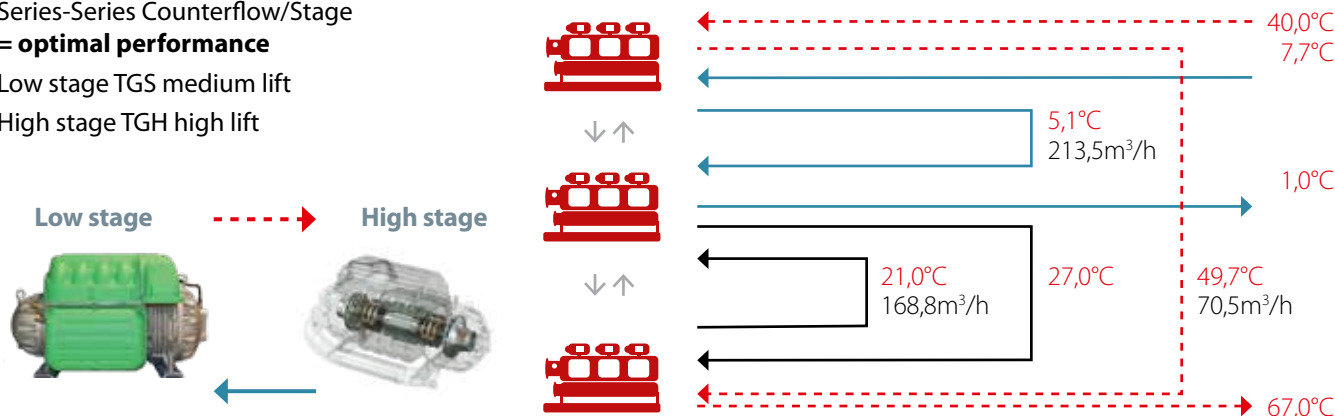 Series-Series Counterflow/Stage
= optimal performance
Low stage TGS medium lift
High stage TGH high lift
Low stage
High stage
40,0°C
7,7°C
5,1°C
213,5m³/h
1,0°C
21,0°C
168,8m³/h
27,0°C
49,7°C
70,5m³/h
67,0°C